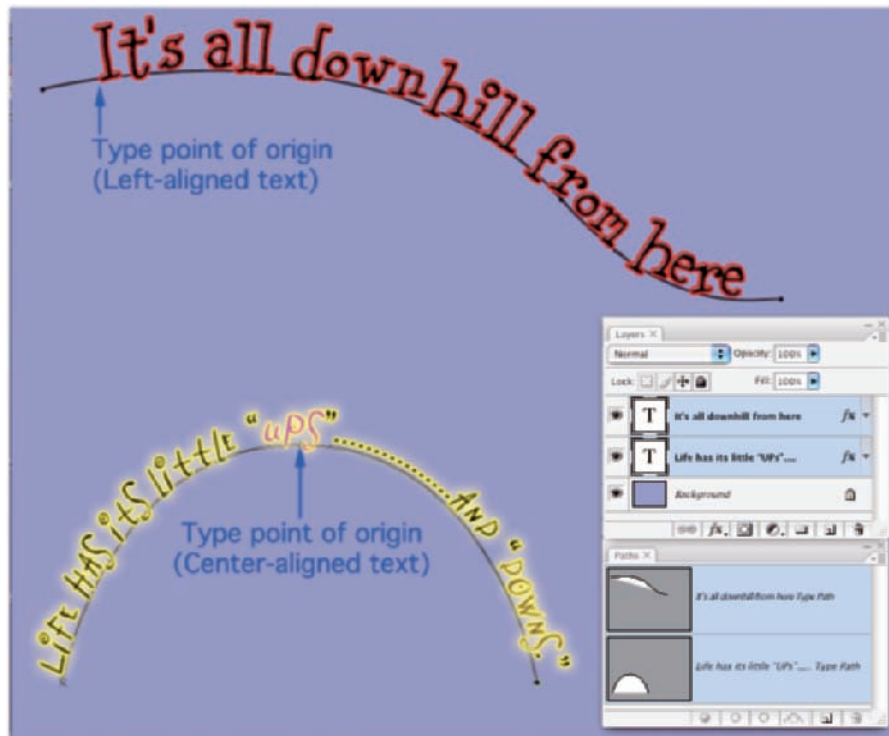 It's all downhill from here
Type point of origin
(Left-aligned text)
LiFE HAS iTS LiTTLE "UPS"................AND "DOWNS."
Type point of origin
(Center-aligned text)
Layers ×
Normal Opacity: 100%
Lock: Fill: 100%
T It's all downhill from here fx
T Life has its little "UPs".... fx
Background
fx
Paths ×
It's all downhill from here Type Path
Life has its little "UPs"..... Type Path